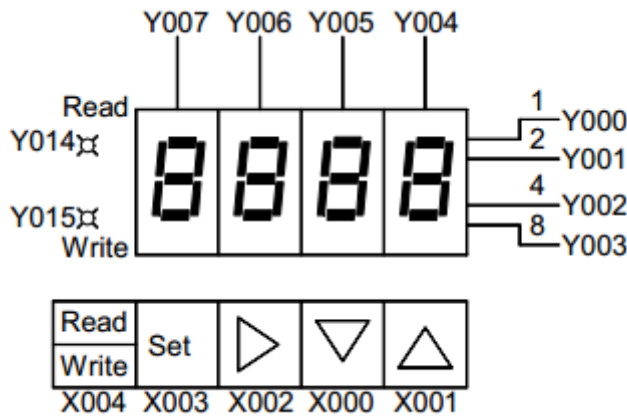 Y007 Y006 Y005 Y004
Read
Y014
8888
1
Y000
2
Y001
4
Y002
8
Y003
Y015
Write
Read
Write
Set
X004 X003 X002 X000 X001